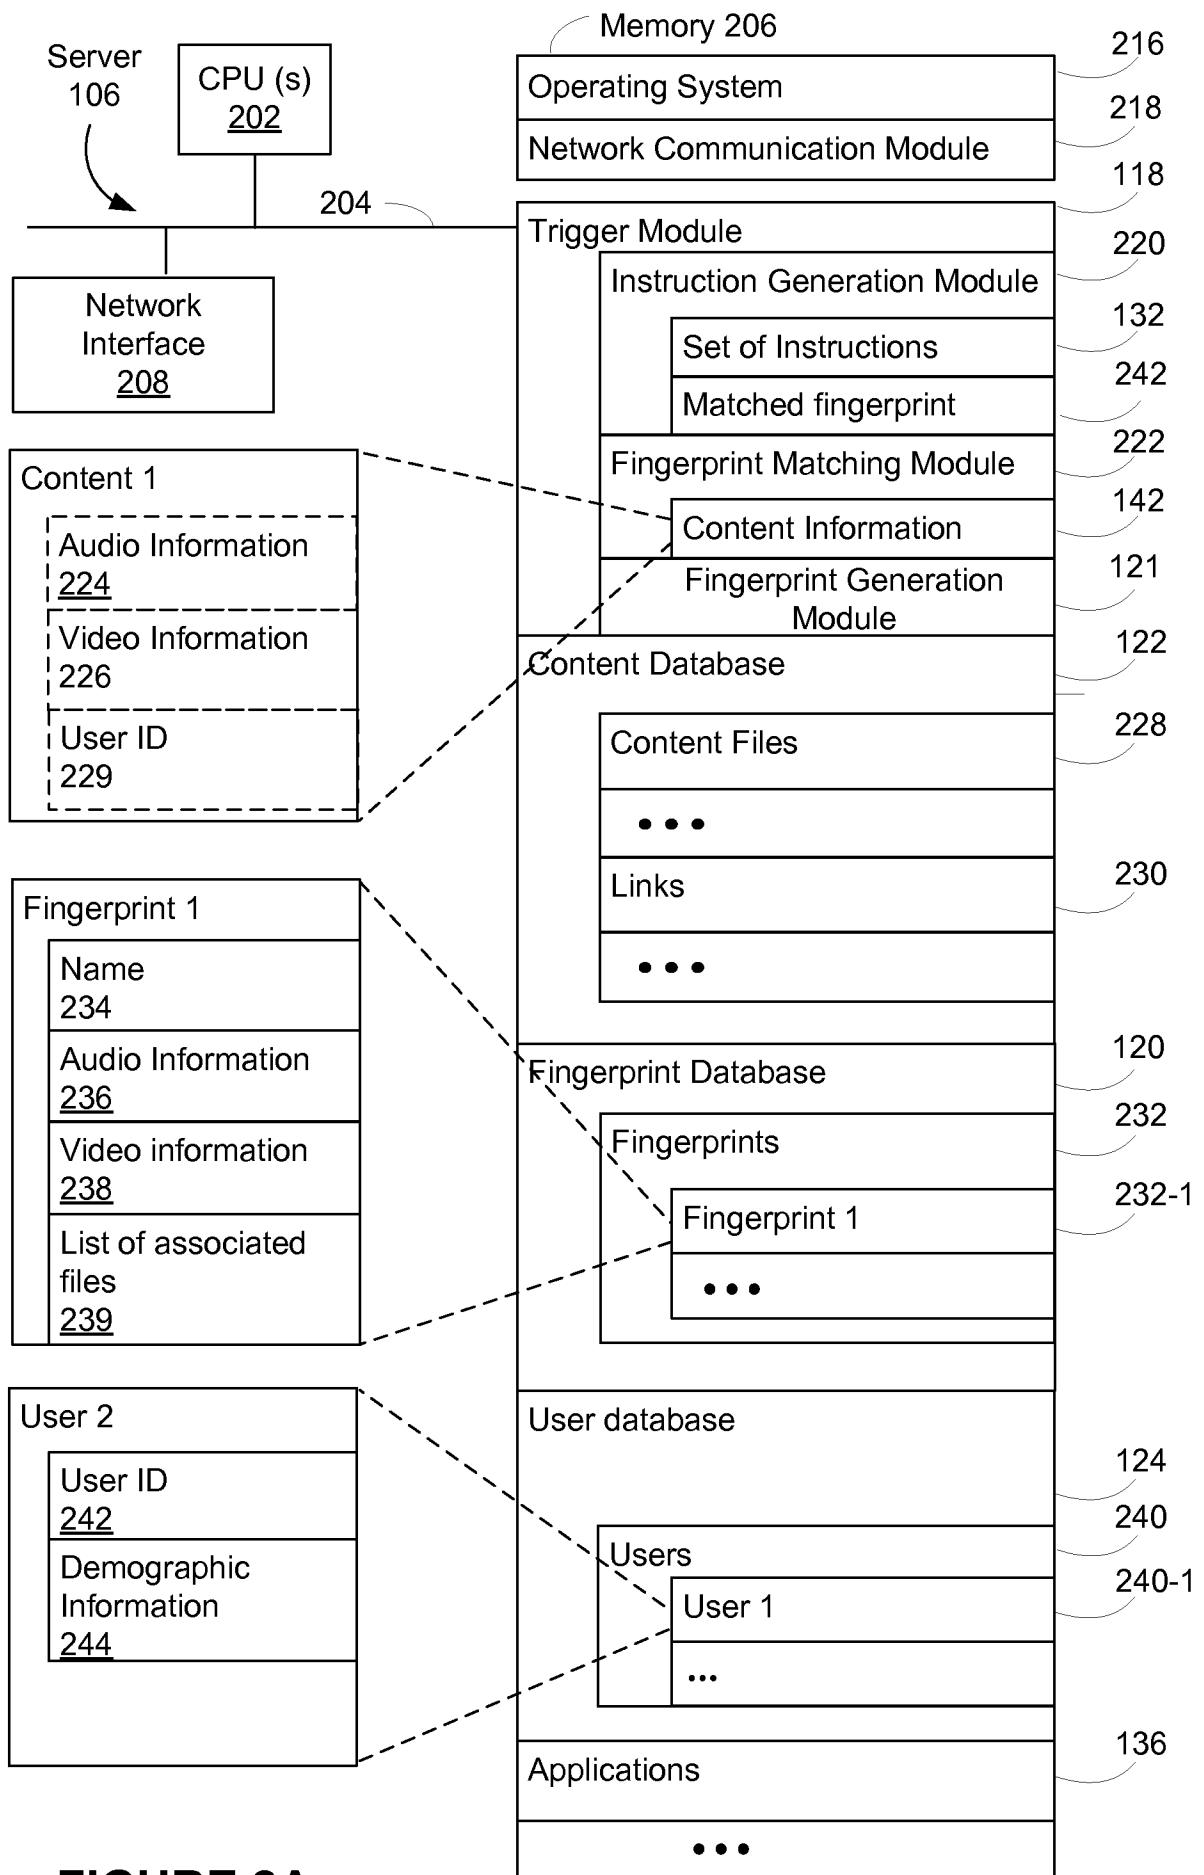 Memory 206
Server
106
CPU (s)
202
204
Network
Interface
208
Operating System
216
Network Communication Module
218
Trigger Module
118
Instruction Generation Module
220
Set of Instructions
132
Matched fingerprint
242
Fingerprint Matching Module
222
Content Information
142
Fingerprint Generation
Module
121
Content Database
122
Content Files
228
•••
Links
230
•••
Fingerprint Database
120
Fingerprints
232
Fingerprint 1
232-1
•••
User database
124
Users
240
User 1
240-1
...
Applications
136
•••
Content 1
Audio Information
224
Video Information
226
User ID
229
Fingerprint 1
Name
234
Audio Information
236
Video information
238
List of associated
files
239
User 2
User ID
242
Demographic
Information
244
FIGURE 2A